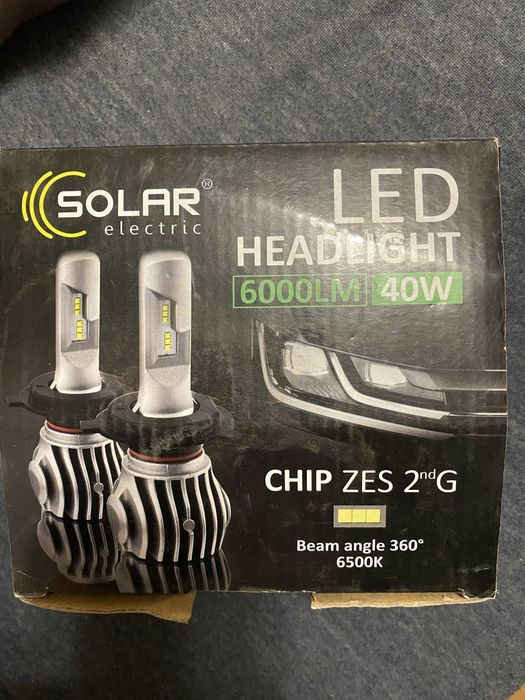 SOLAR®
electric
LED
HEADLIGHT
6000LM 40W
CHIP ZES 2ndG
Beam angle 360°
6500K